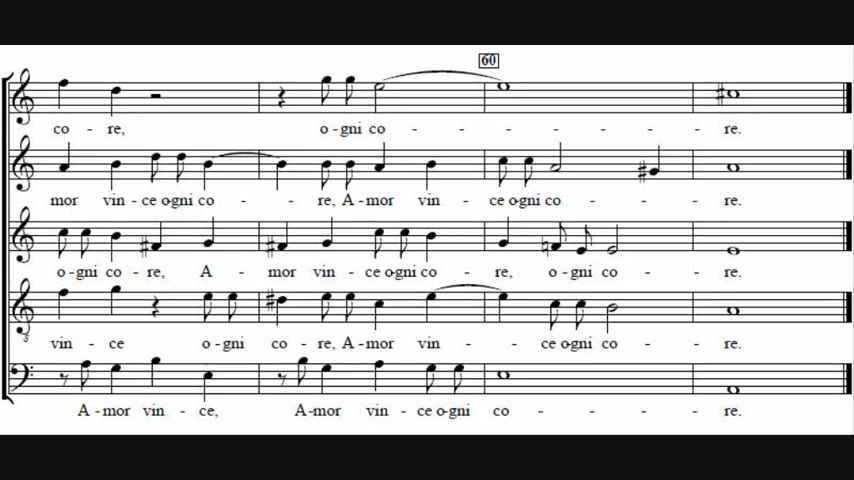 60
co - re, o - gni co - - - - - re.
mor vin - ce o-gni co - re, A-mor vin - ce o-gni co - - re.
o - gni co - re, A - mor vin - ce o-gni co - re, o - gni co - re.
8
vin - ce o - gni co - re, A-mor vin - - ce o-gni co - re.
A - mor vin - ce, A-mor vin - ce o-gni co - - - - re.